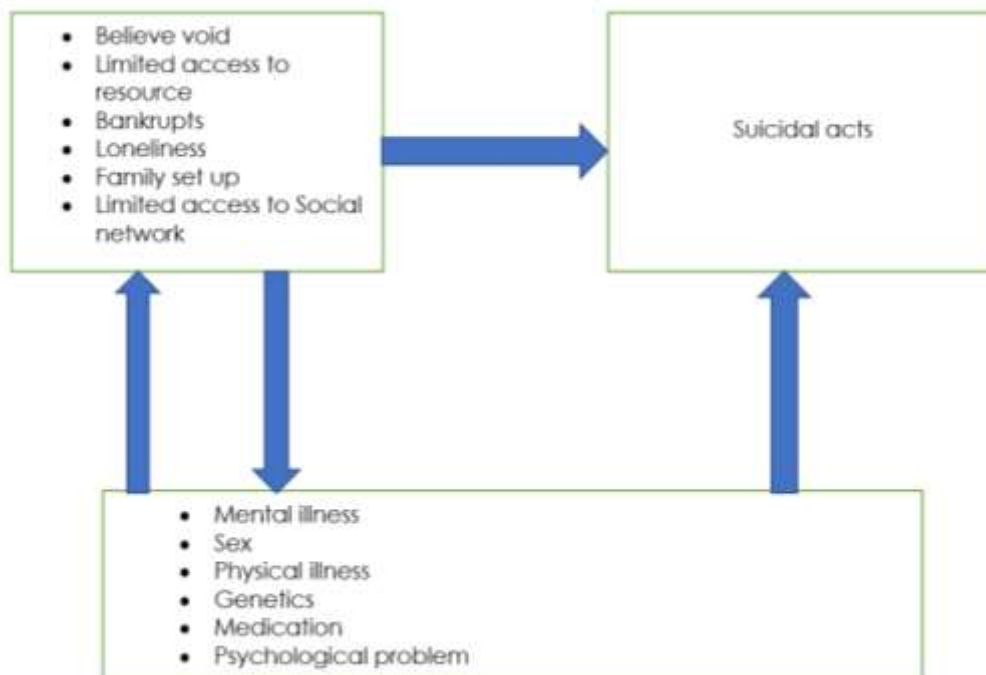 • Believe void
• Limited access to
resource
• Bankrupts
• Loneliness
• Family set up
• Limited access to Social
network
Suicidal acts
• Mental illness
• Sex
• Physical illness
• Genetics
• Medication
• Psychological problem